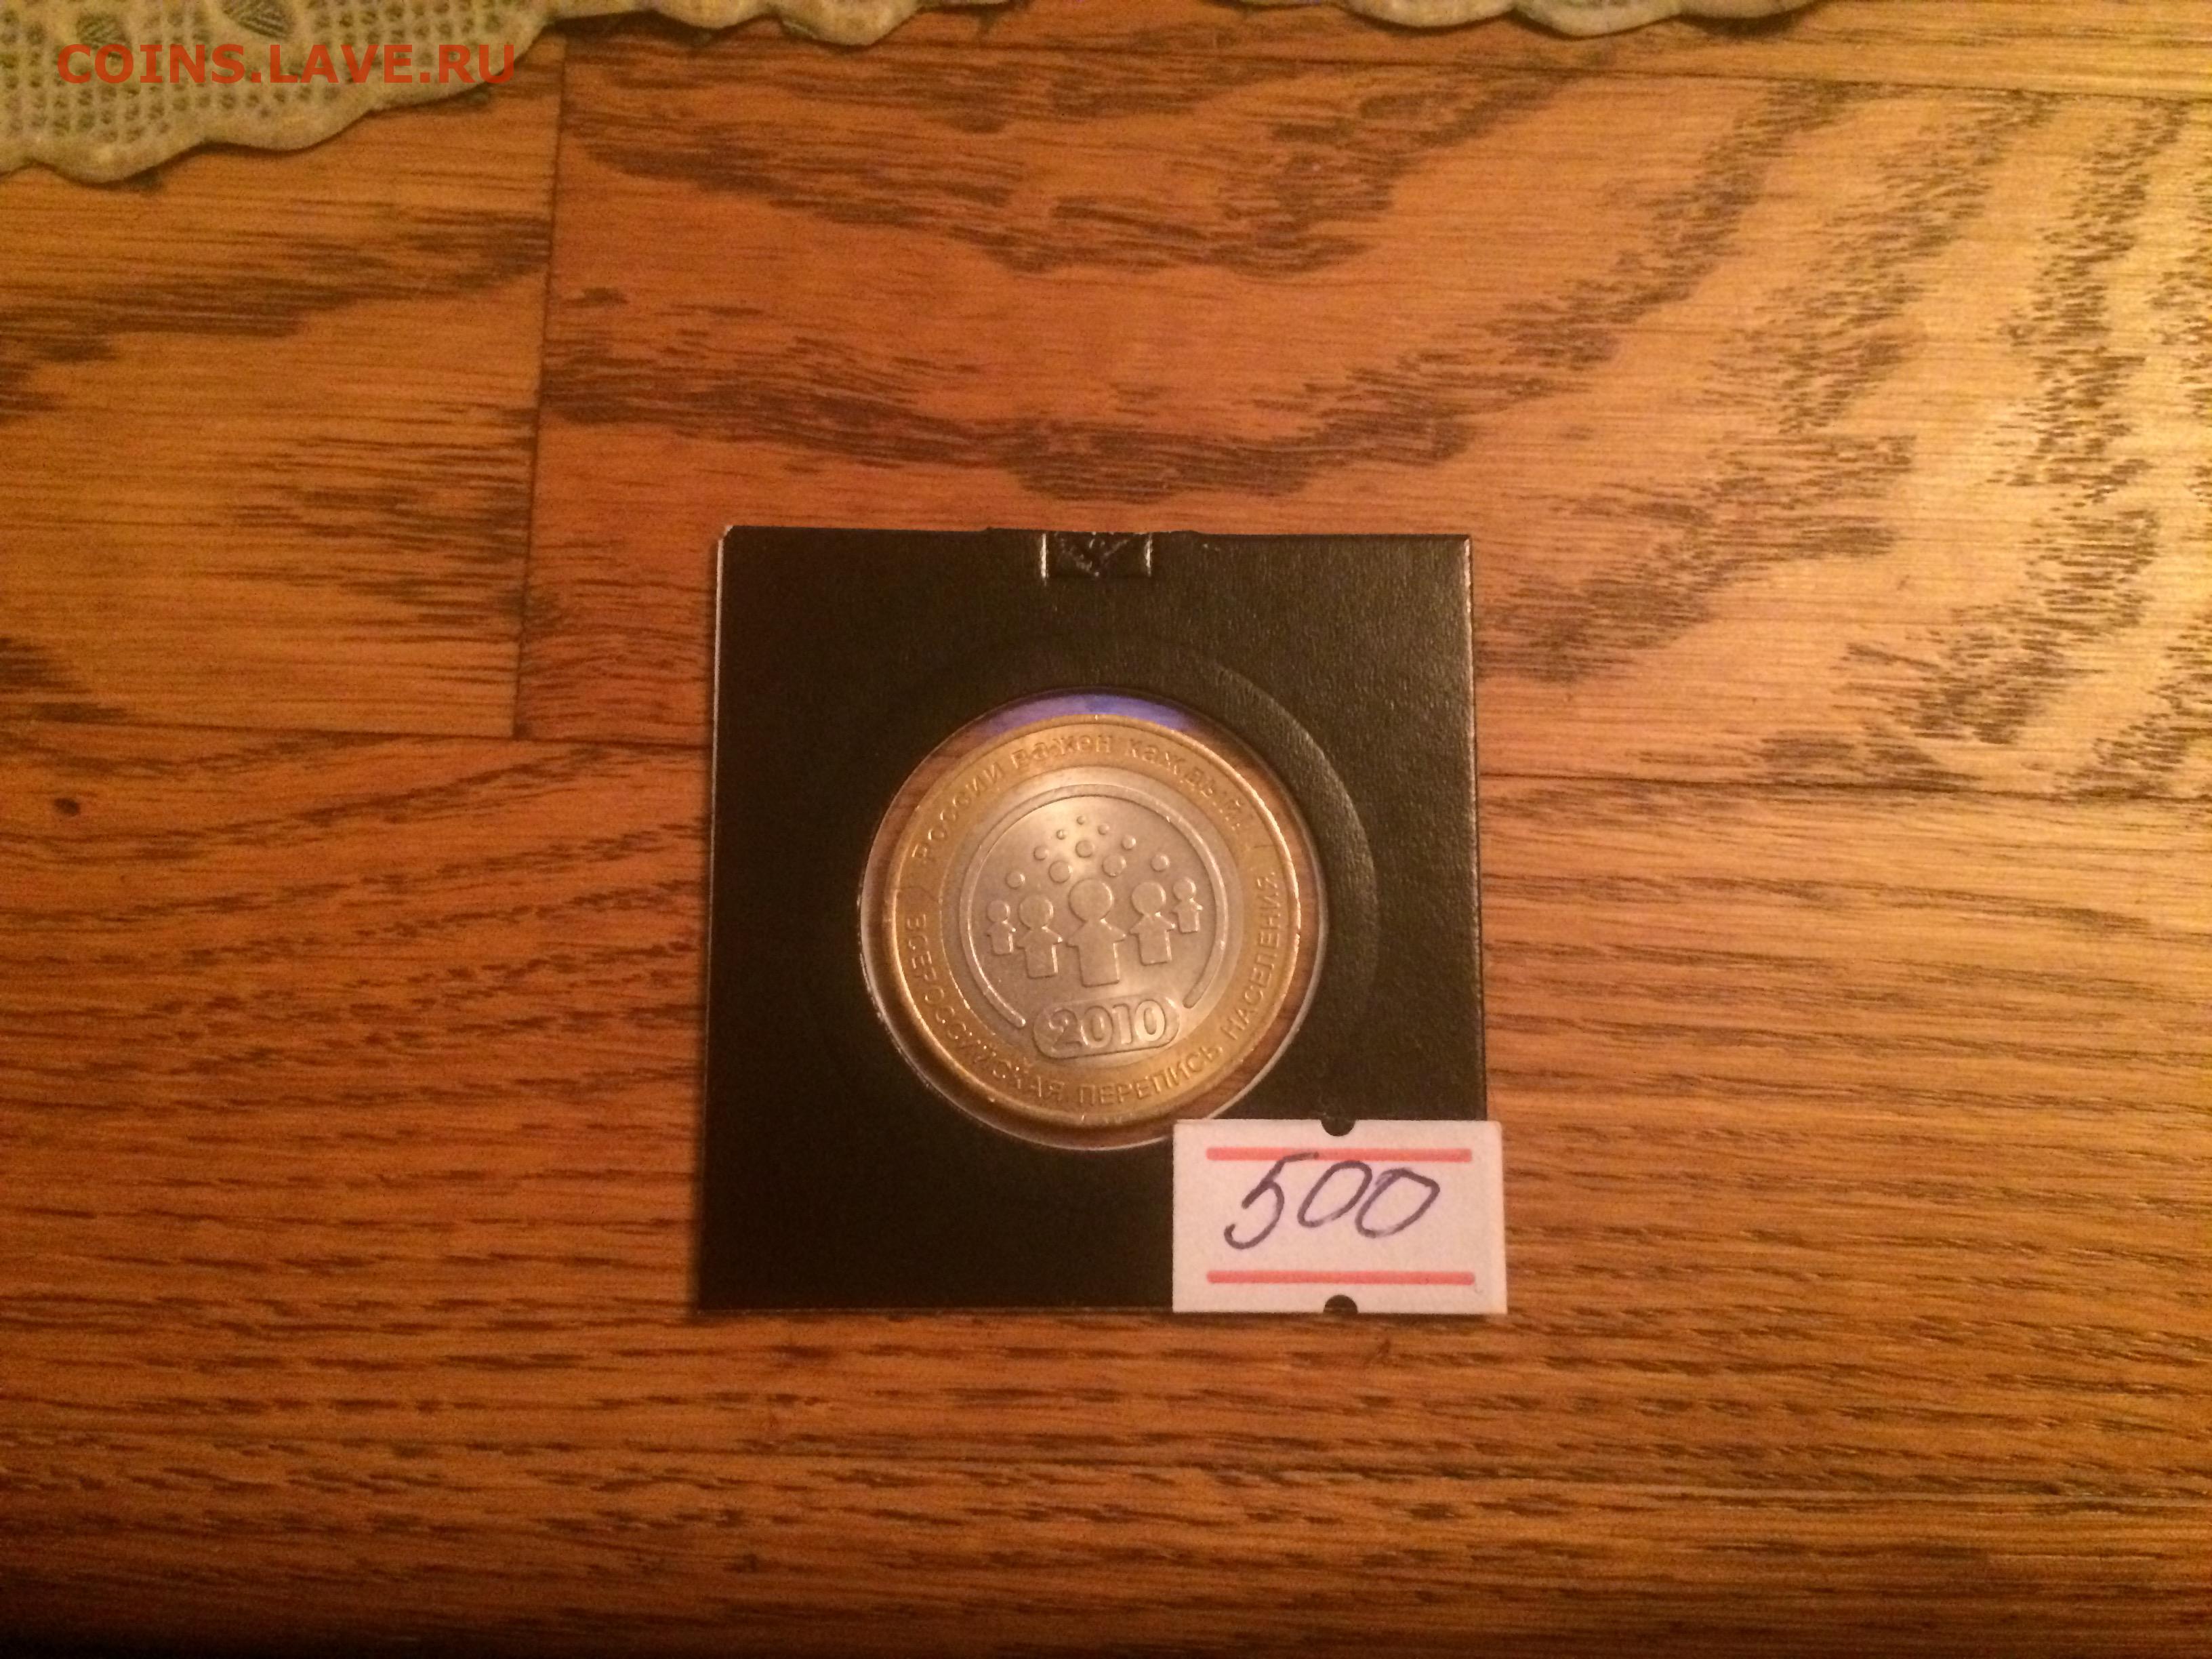 COINS.LAVE.RU
России важен каждый!
2010
ВСЕРОССИЙСКАЯ ПЕРЕПИСЬ НАСЕЛЕНИЯ
500